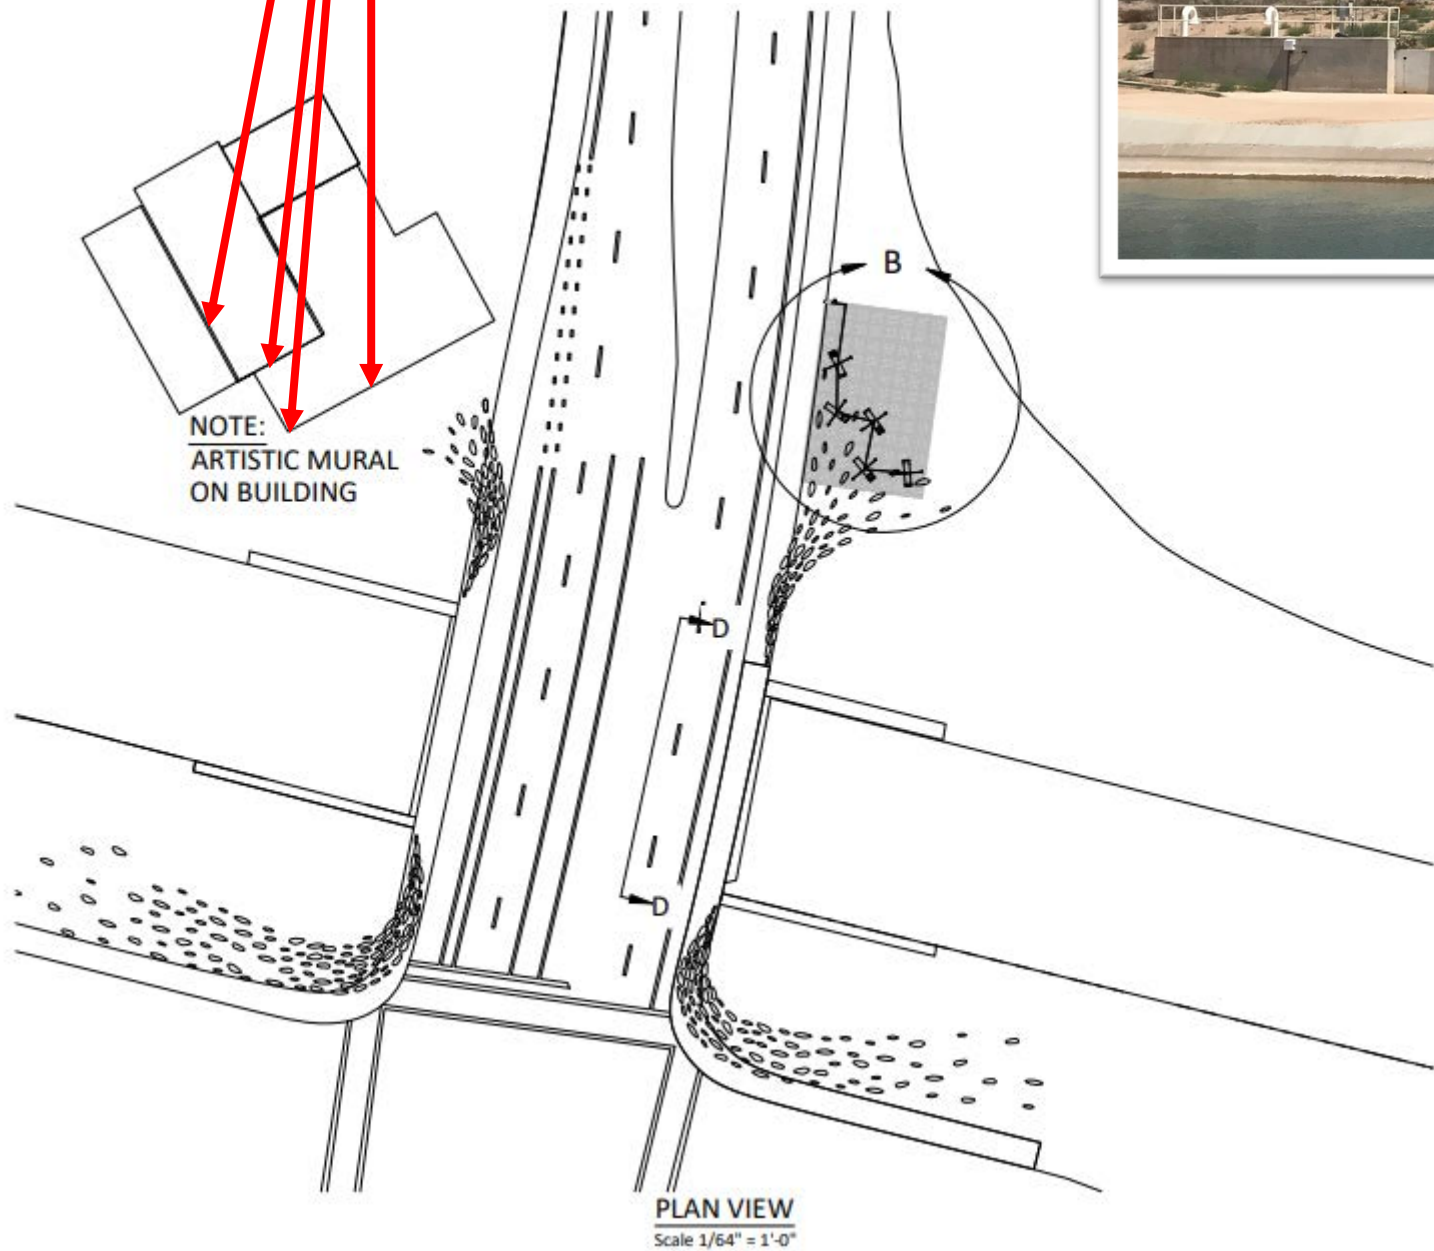 B
NOTE:
ARTISTIC MURAL
ON BUILDING
D
D
PLAN VIEW
Scale 1/64" = 1'-0"